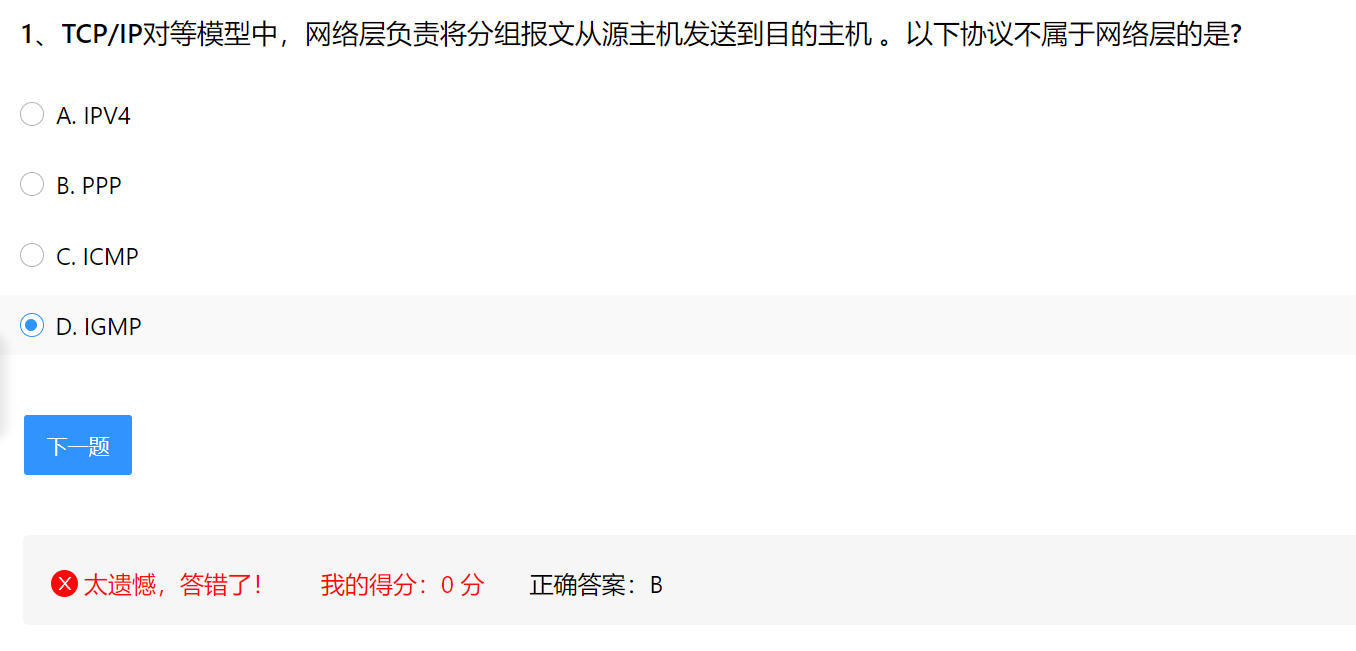 1、TCP/IP对等模型中，网络层负责将分组报文从源主机发送到目的主机 。以下协议不属于网络层的是?
A. IPV4
B. PPP
C. ICMP
D. IGMP
下一题
X 太遗憾，答错了！ 我的得分：0 分 正确答案：B